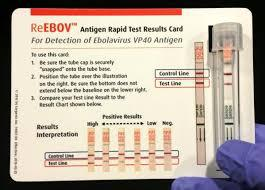 ReEBOV™ Antigen Rapid Test Results Card
For Detection of Ebolavirus VP40 Antigen
To use this card:
1. Be sure the tube cap is securely
"snapped" onto the tube base.
2. Position the tube over the illustration
on the right. Be sure the bottom does not
extend below the baseline on the lower right.
3. Compare your Test Line Result to the
Result Chart shown below.
Control Line
Test Line
Results
Interpretation
High
Positives
Low
Neg.
Control Line
Test Line